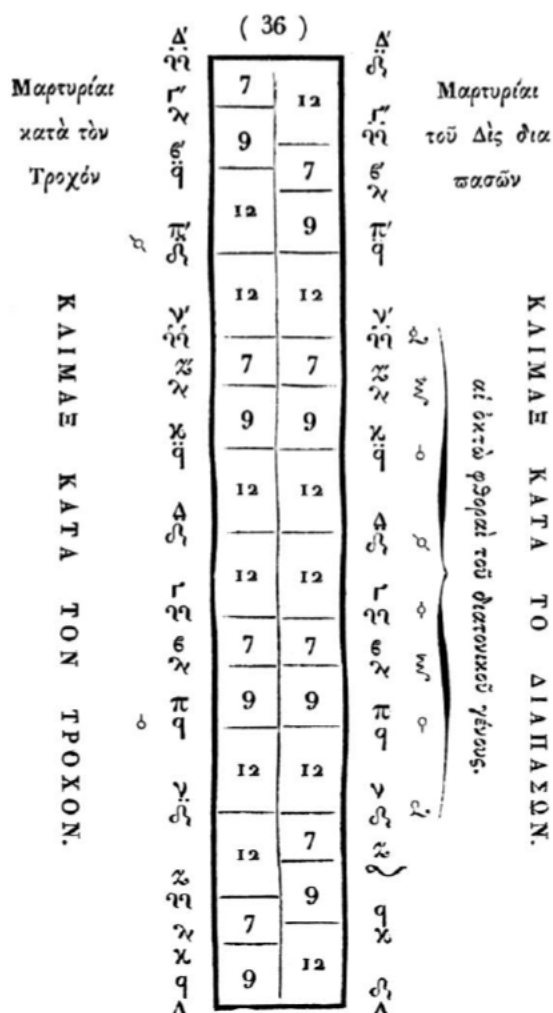 ( 36 )
Μαρτυρίαι
κατὰ τὸν
Τροχόν
Μαρτυρίαι
τοῦ Δὶς δια
πασῶν
ΚΛΙΜΑΞ ΚΑΤΑ ΤΟΝ ΤΡΟΧΟΝ.
Δ'
Γ'
ϐ'
π'
ν'
ζ
κ
Δ
Γ
ϐ
π
ν
ζ
κ
Δ
7
9
12
12
7
9
12
12
7
9
12
12
7
9
12
7
9
12
7
9
12
12
7
9
12
7
9
12
Δ'
Γ'
ϐ'
π'
ν'
ζ
κ
Δ
Γ
ϐ
π
ν
ζ
κ
Δ
αἱ ὀκτὼ φθοραὶ τοῦ διατονικοῦ γένους.
ΚΛΙΜΑΞ ΚΑΤΑ ΤΟ ΔΙΑΠΑΣΩΝ.